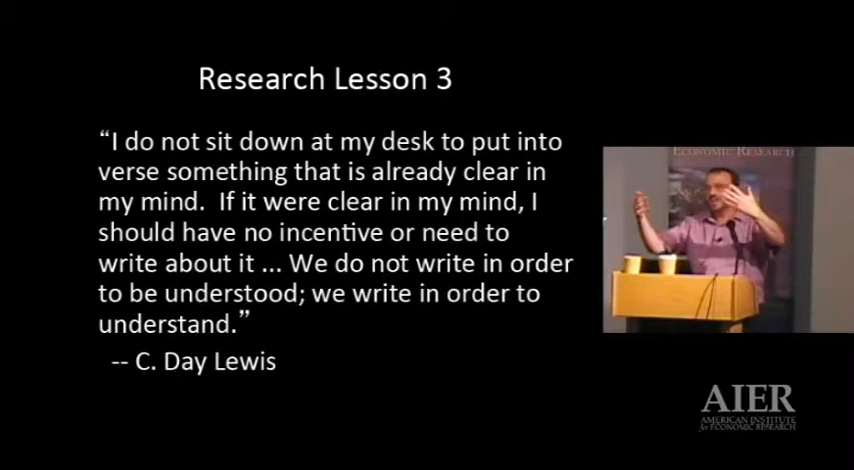 Research Lesson 3
“I do not sit down at my desk to put into
verse something that is already clear in
my mind.  If it were clear in my mind, I
should have no incentive or need to
write about it ... We do not write in order
to be understood; we write in order to
understand.”
-- C. Day Lewis
ECONOMIC RESEARCH
AIER
AMERICAN INSTITUTE
for ECONOMIC RESEARCH